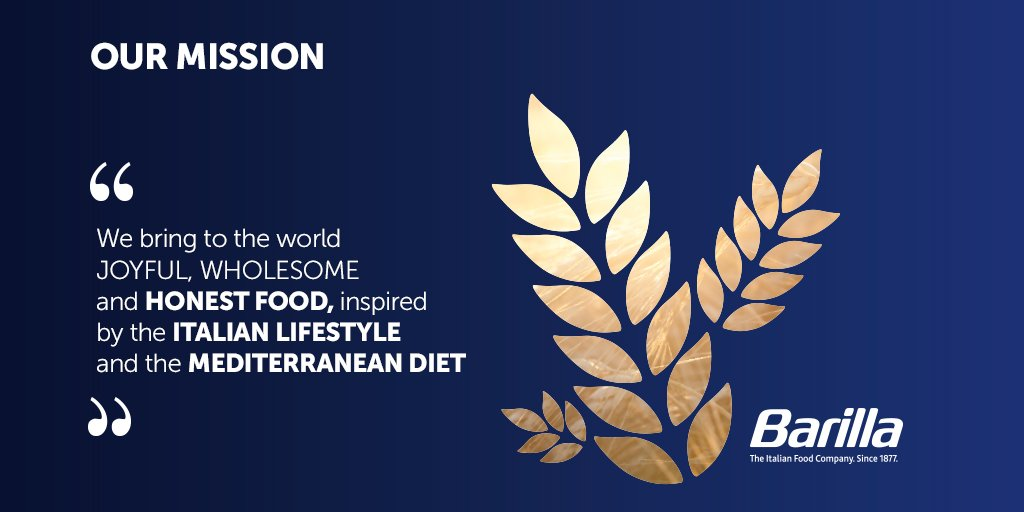 OUR MISSION
“
We bring to the world
JOYFUL, WHOLESOME
and HONEST FOOD, inspired
by the ITALIAN LIFESTYLE
and the MEDITERRANEAN DIET
”
Barilla
The Italian Food Company. Since 1877.